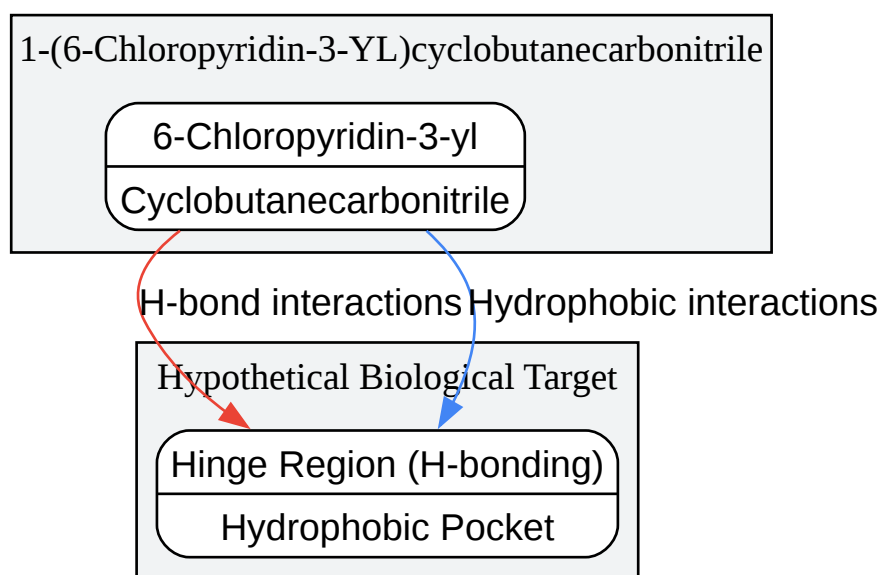 1-(6-Chloropyridin-3-YL)cyclobutanecarbonitrile
6-Chloropyridin-3-yl
Cyclobutanecarbonitrile
H-bond interactions
Hydrophobic interactions
Hypothetical Biological Target
Hinge Region (H-bonding)
Hydrophobic Pocket